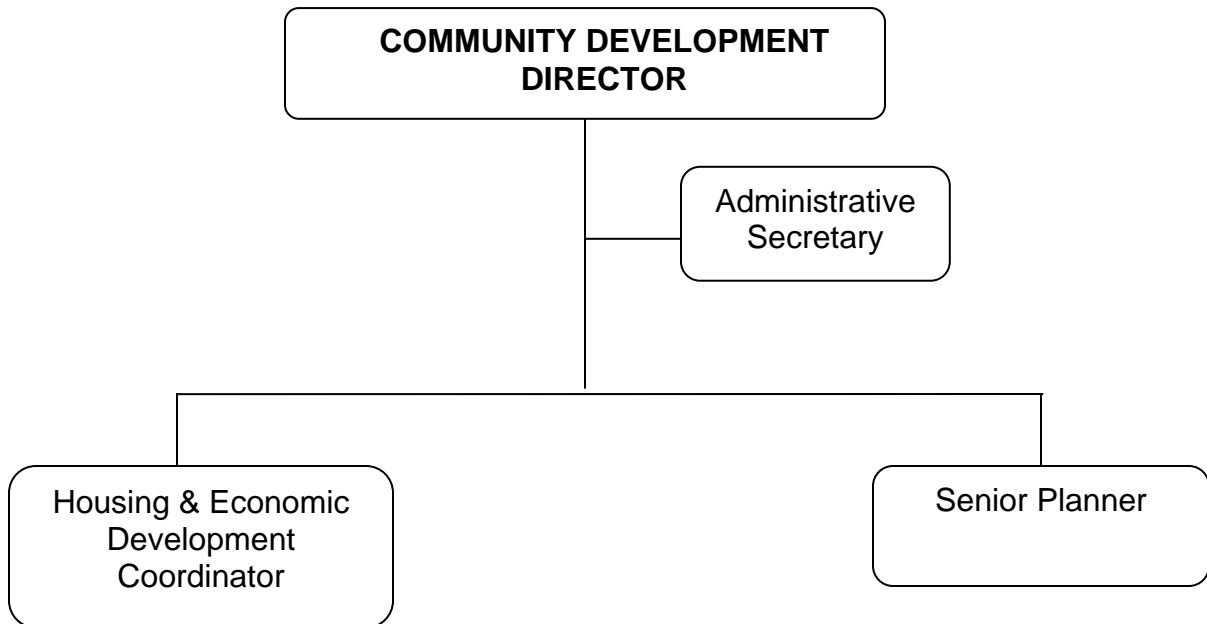 COMMUNITY DEVELOPMENT
DIRECTOR
Administrative
Secretary
Housing & Economic
Development
Coordinator
Senior Planner